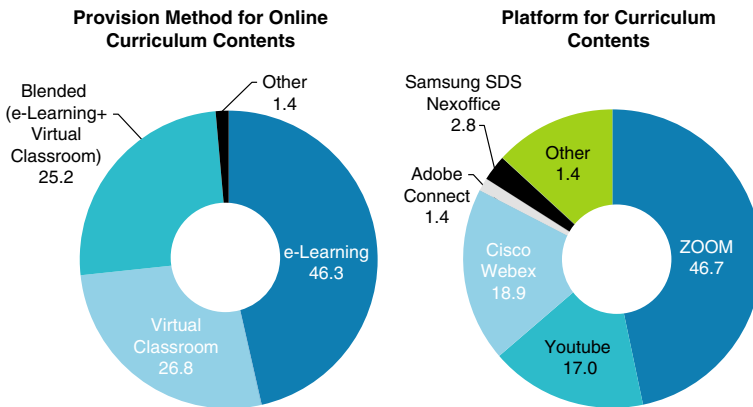 Provision Method for Online
Curriculum Contents
Blended
(e-Learning+
Virtual
Classroom)
25.2
Other
1.4
e-Learning
46.3
Virtual
Classroom
26.8
Platform for Curriculum
Contents
Samsung SDS
Nexoffice
2.8
Other
1.4
Adobe
Connect
1.4
ZOOM
46.7
Cisco
Webex
18.9
Youtube
17.0